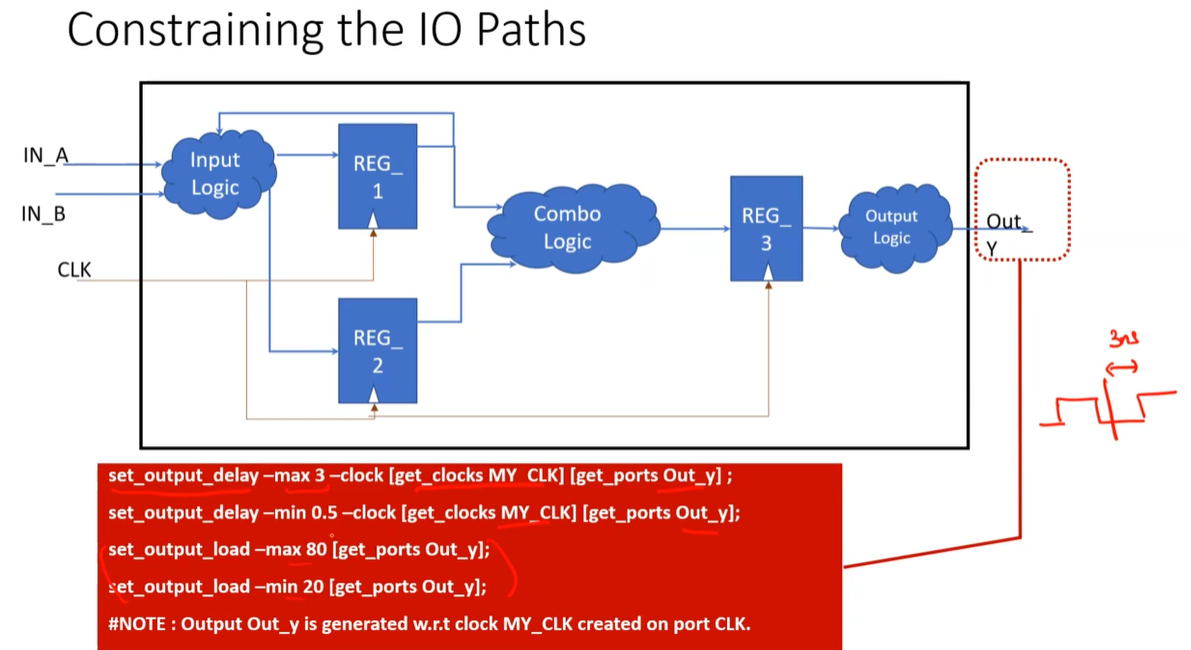 Constraining the IO Paths
IN_A
IN_B
CLK
Input
Logic
REG_
1
REG_
2
Combo
Logic
REG_
3
Output
Logic
Out_
Y
3ns
set_output_delay –max 3 –clock [get_clocks MY_CLK] [get_ports Out_y] ;
set_output_delay –min 0.5 –clock [get_clocks MY_CLK] [get_ports Out_y];
set_output_load –max 80 [get_ports Out_y];
set_output_load –min 20 [get_ports Out_y];
#NOTE : Output Out_y is generated w.r.t clock MY_CLK created on port CLK.